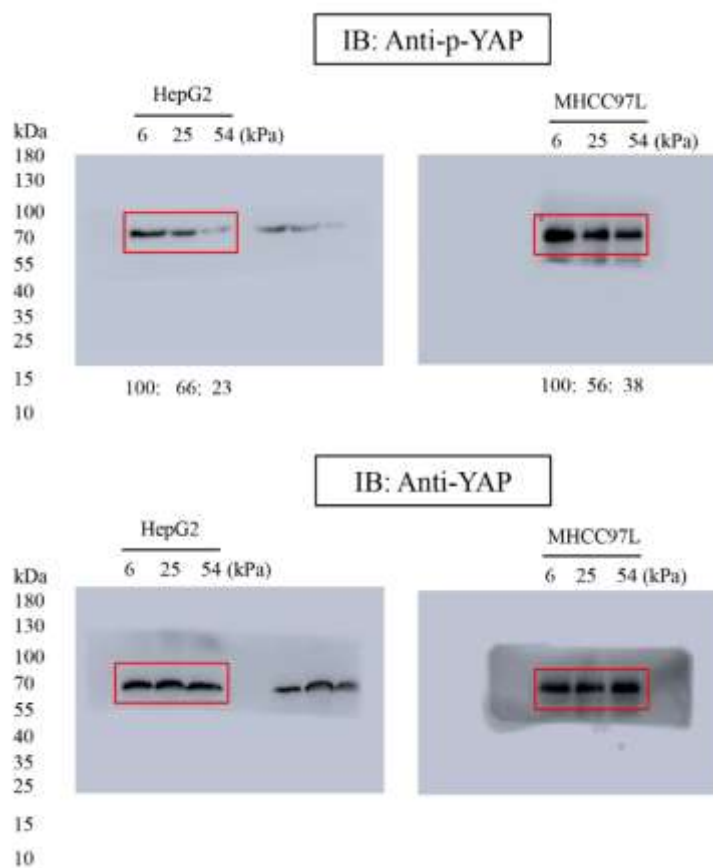 IB: Anti-p-YAP
HepG2
MHCC97L
kDa
6 25 54 (kPa)
6 25 54 (kPa)
180
130
100
70
55
40
35
25
15
10
100: 66: 23
100: 56: 38
IB: Anti-YAP
HepG2
MHCC97L
kDa
6 25 54 (kPa)
6 25 54 (kPa)
180
130
100
70
55
40
35
25
15
10